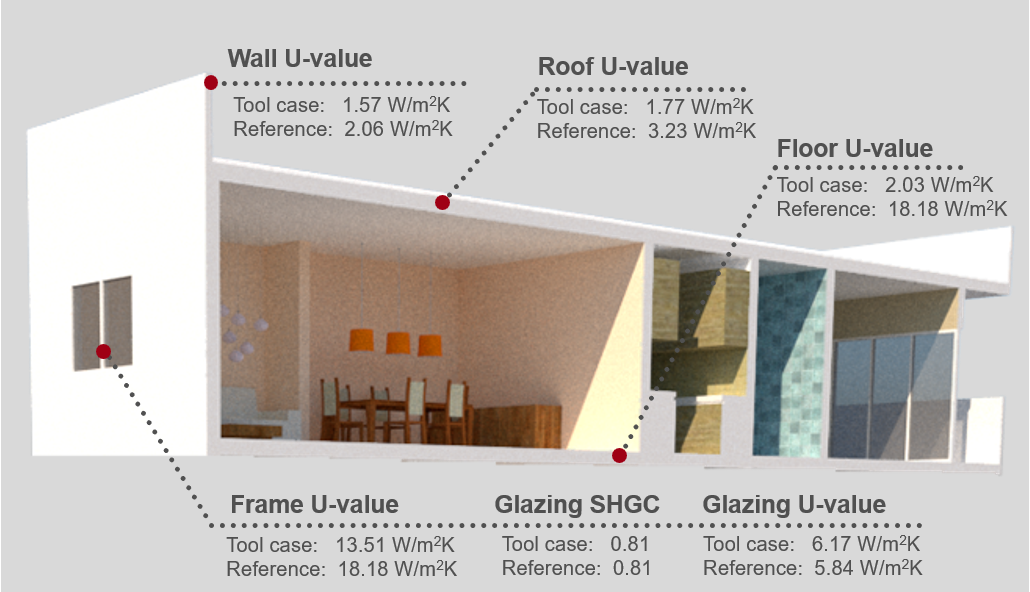 Wall U-value
Tool case: 1.57 W/m²K
Reference: 2.06 W/m²K
Roof U-value
Tool case: 1.77 W/m²K
Reference: 3.23 W/m²K
Floor U-value
Tool case: 2.03 W/m²K
Reference: 18.18 W/m²K
Frame U-value
Tool case: 13.51 W/m²K
Reference: 18.18 W/m²K
Glazing SHGC
Tool case: 0.81
Reference: 0.81
Glazing U-value
Tool case: 6.17 W/m²K
Reference: 5.84 W/m²K